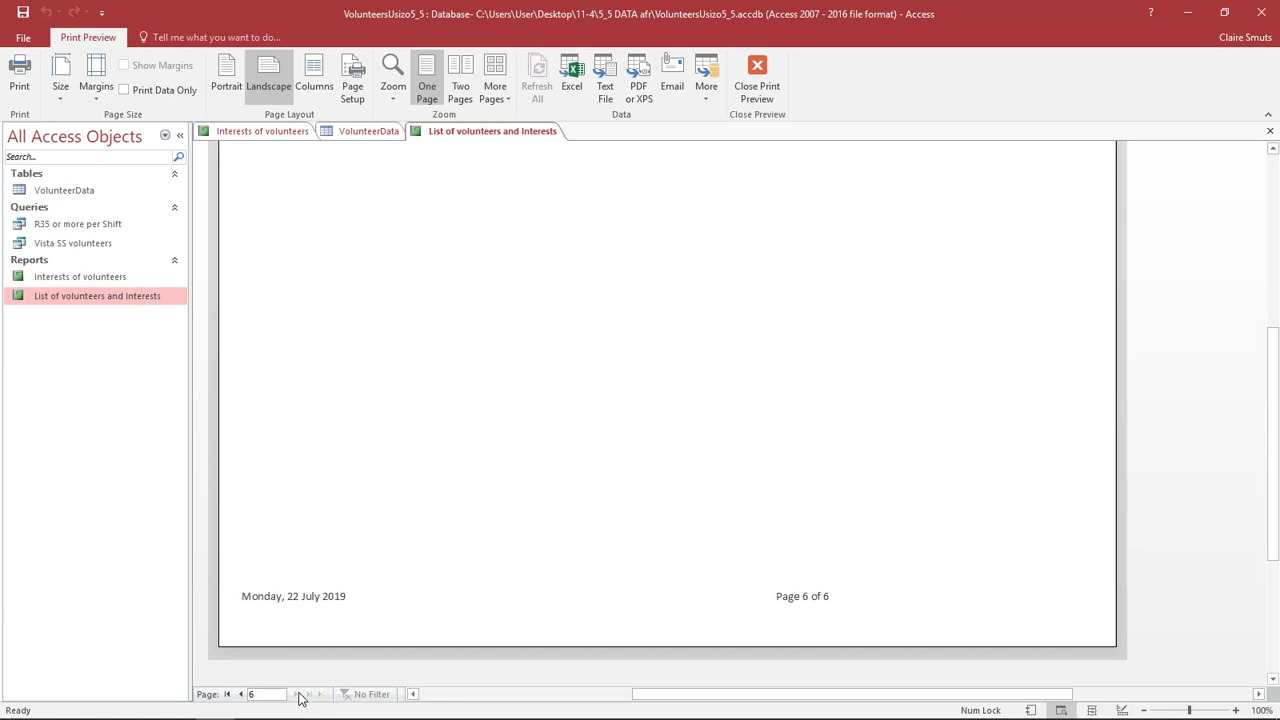 VolunteersUsizo5_5 : Database- C:\Users\User\Desktop\11-4\5_5 DATA afr\VolunteersUsizo5_5.accdb (Access 2007 - 2016 file format) - Access
?
File
Print Preview
Tell me what you want to do...
Claire Smuts
Print
Size
Margins
Show Margins
Print Data Only
Portrait
Landscape
Columns
Page Setup
Zoom
One Page
Two Pages
More Pages
Refresh All
Excel
Text File
PDF or XPS
Email
More
Close Print Preview
Print
Page Size
Page Layout
Zoom
Data
Close Preview
All Access Objects
Search...
Tables
VolunteerData
Queries
R35 or more per Shift
Vista SS volunteers
Reports
Interests of volunteers
List of volunteers and Interests
Interests of volunteers
VolunteerData
List of volunteers and Interests
Monday, 22 July 2019
Page 6 of 6
Page: 6
No Filter
Ready
Num Lock
100%